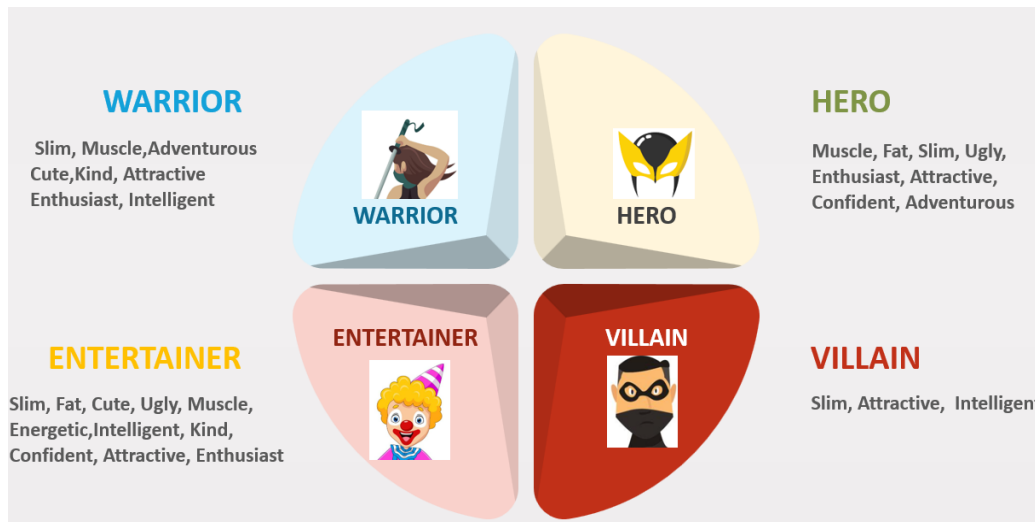 WARRIOR
Slim, Muscle,Adventurous
Cute,Kind, Attractive
Enthusiast, Intelligent
WARRIOR
HERO
HERO
Muscle, Fat, Slim, Ugly,
Enthusiast, Attractive,
Confident, Adventurous
ENTERTAINER
Slim, Fat, Cute, Ugly, Muscle,
Energetic,Intelligent, Kind,
Confident, Attractive, Enthusiast
ENTERTAINER
VILLAIN
VILLAIN
Slim, Attractive, Intelligent